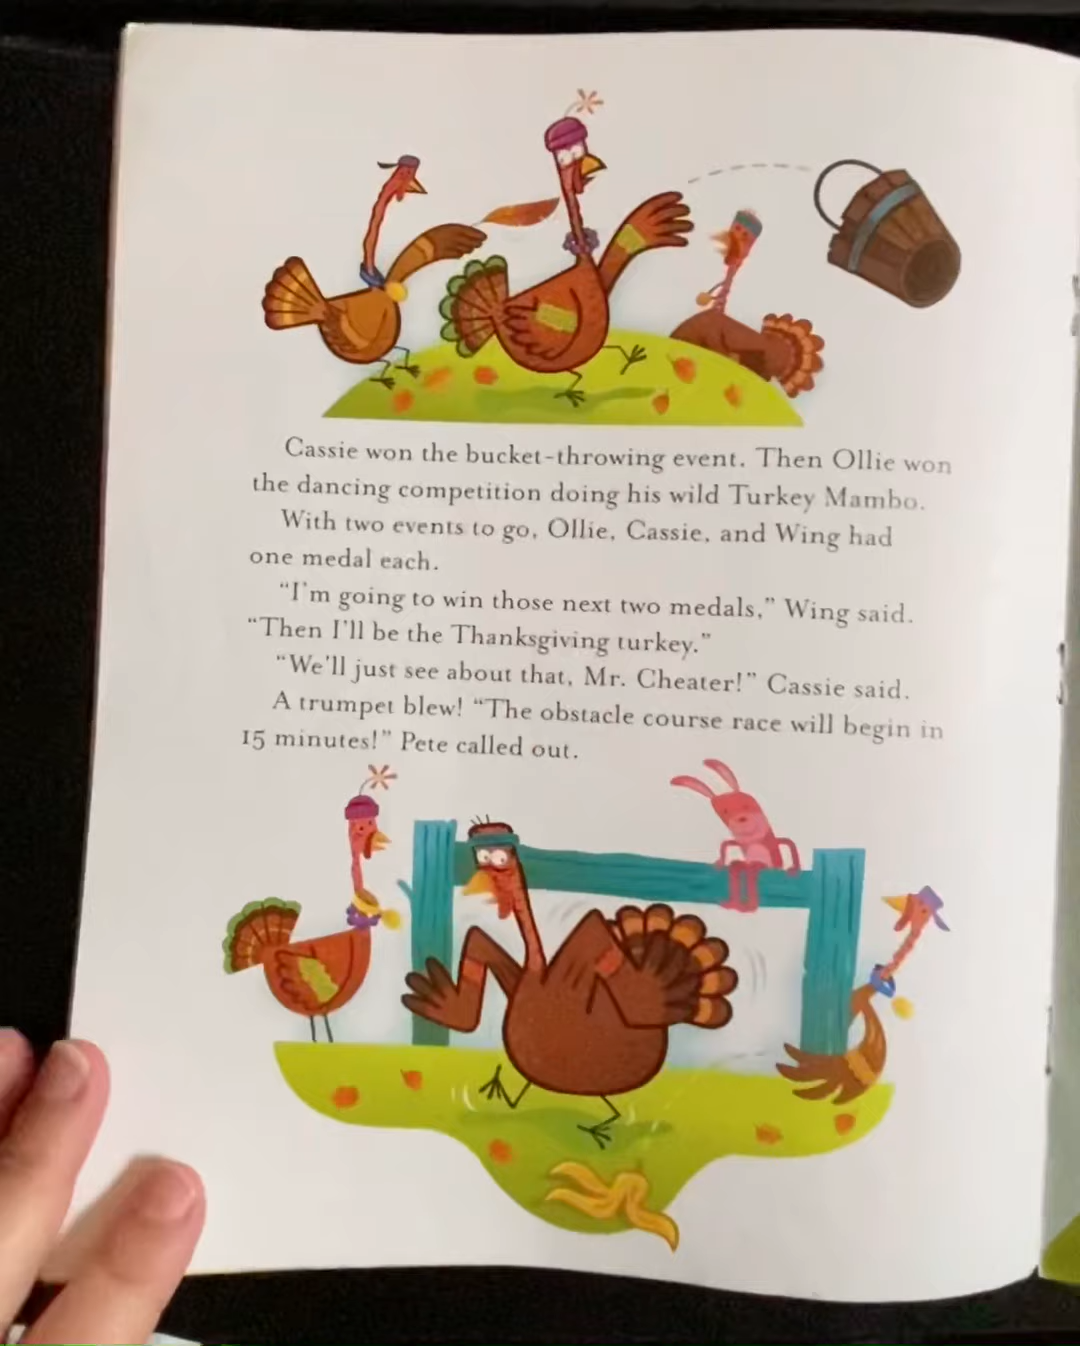 Cassie won the bucket-throwing event. Then Ollie won
the dancing competition doing his wild Turkey Mambo.
With two events to go, Ollie, Cassie, and Wing had
one medal each.
“I’m going to win those next two medals,” Wing said.
“Then I’ll be the Thanksgiving turkey.”
“We’ll just see about that, Mr. Cheater!” Cassie said.
A trumpet blew! “The obstacle course race will begin in
15 minutes!” Pete called out.